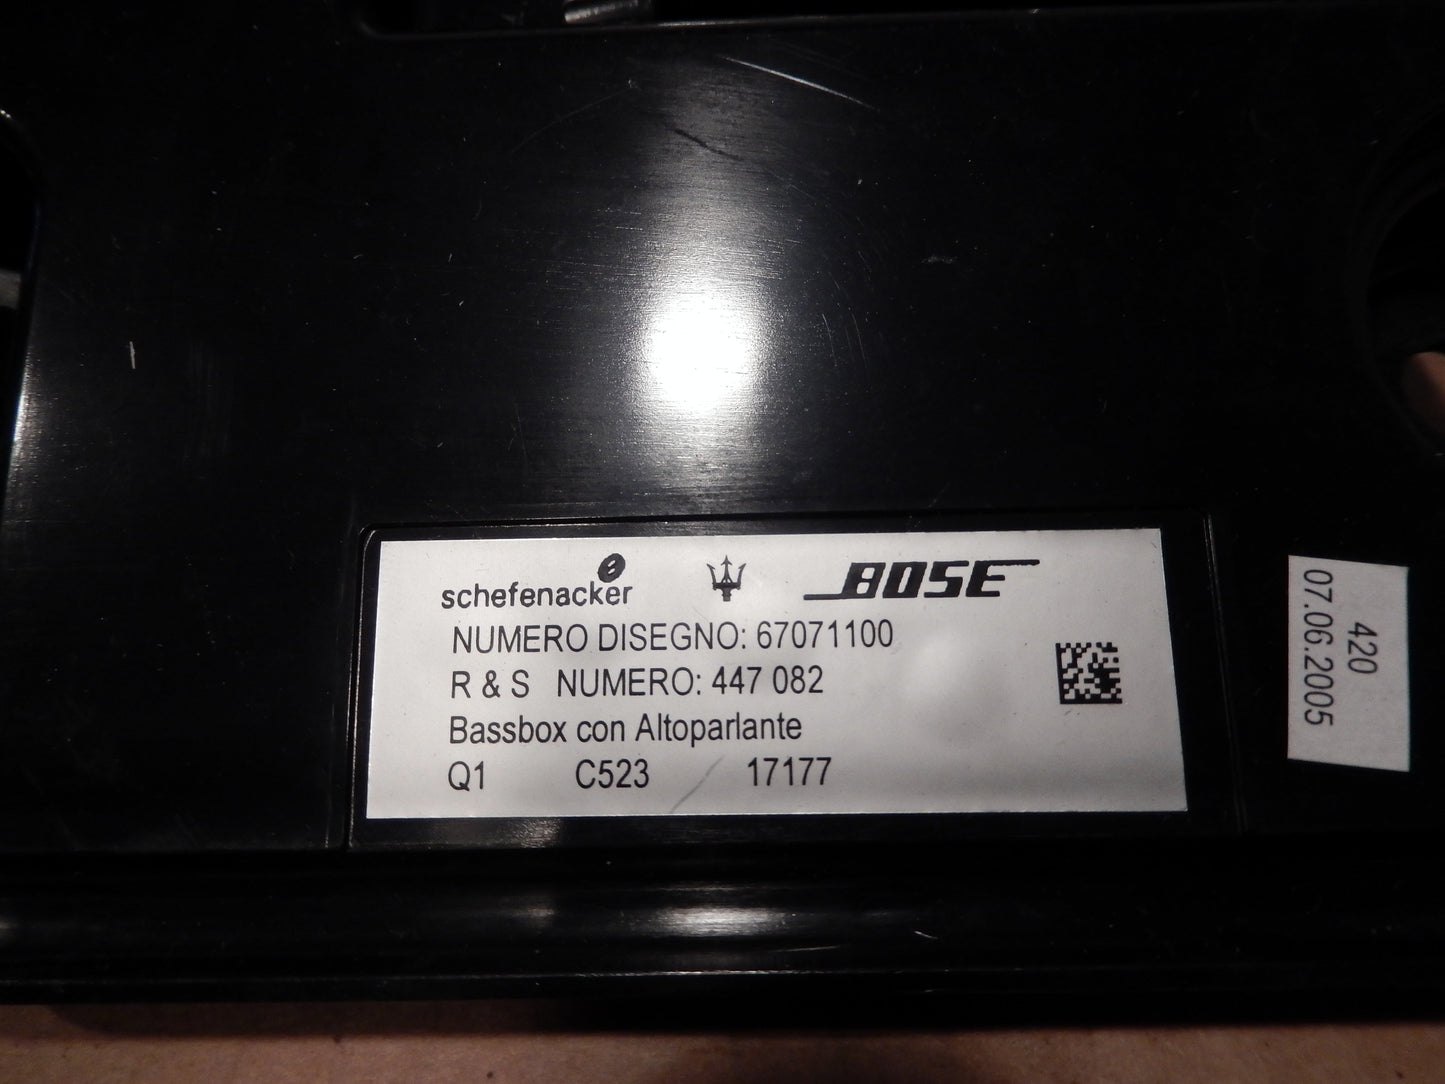 schefenacker BOSE
NUMERO DISEGNO: 67071100
R & S NUMERO: 447 082
Bassbox con Altoparlante
Q1 C523 17177
420
07.06.2005